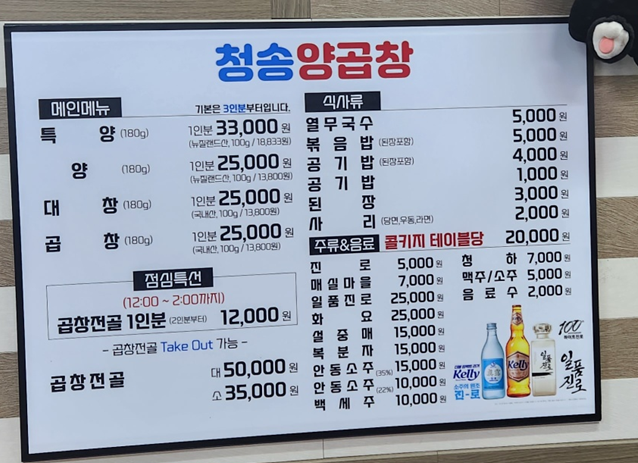 청송양곱창
메인메뉴 기본은 3인분부터입니다.
특 양 (180g) 1인분 33,000원
(뉴질랜드산, 100g / 18,833원)
양 (180g) 1인분 25,000원
(뉴질랜드산, 100g / 13,800원)
대 창 (180g) 1인분 25,000원
(국내산, 100g / 13,800원)
곱 창 (180g) 1인분 25,000원
(국내산, 100g / 13,800원)
점심특선
(12:00 ~ 2:00까지)
곱창전골 1인분 (2인분부터) 12,000원
- 곱창전골 Take Out 가능 -
곱창전골 대 50,000원
소 35,000원
식사류
열무국수 5,000원
볶음밥 (된장포함) 5,000원
공기밥 (된장포함) 4,000원
공기밥 1,000원
된장 3,000원
사리 (당면,우동,라면) 2,000원
주류&음료 콜키지 테이블당 20,000원
진로 5,000원
매실마을 7,000원
일품진로 25,000원
화요 25,000원
설중매 15,000원
복분자 15,000원
안동소주 (35%) 15,000원
안동소주 (22%) 10,000원
백세주 10,000원
청하 7,000원
맥주/소주 5,000원
음료수 2,000원
Kelly
진-로
Kelly
일품진로
100
하이트진로
일품진로